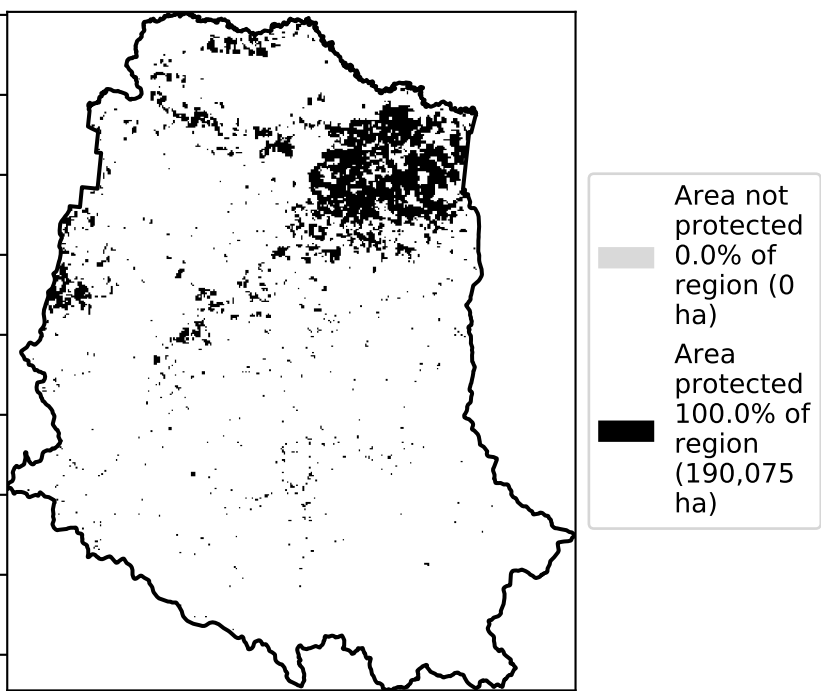 Area not
protected
0.0% of
region (0
ha)
Area
protected
100.0% of
region
(190,075
ha)